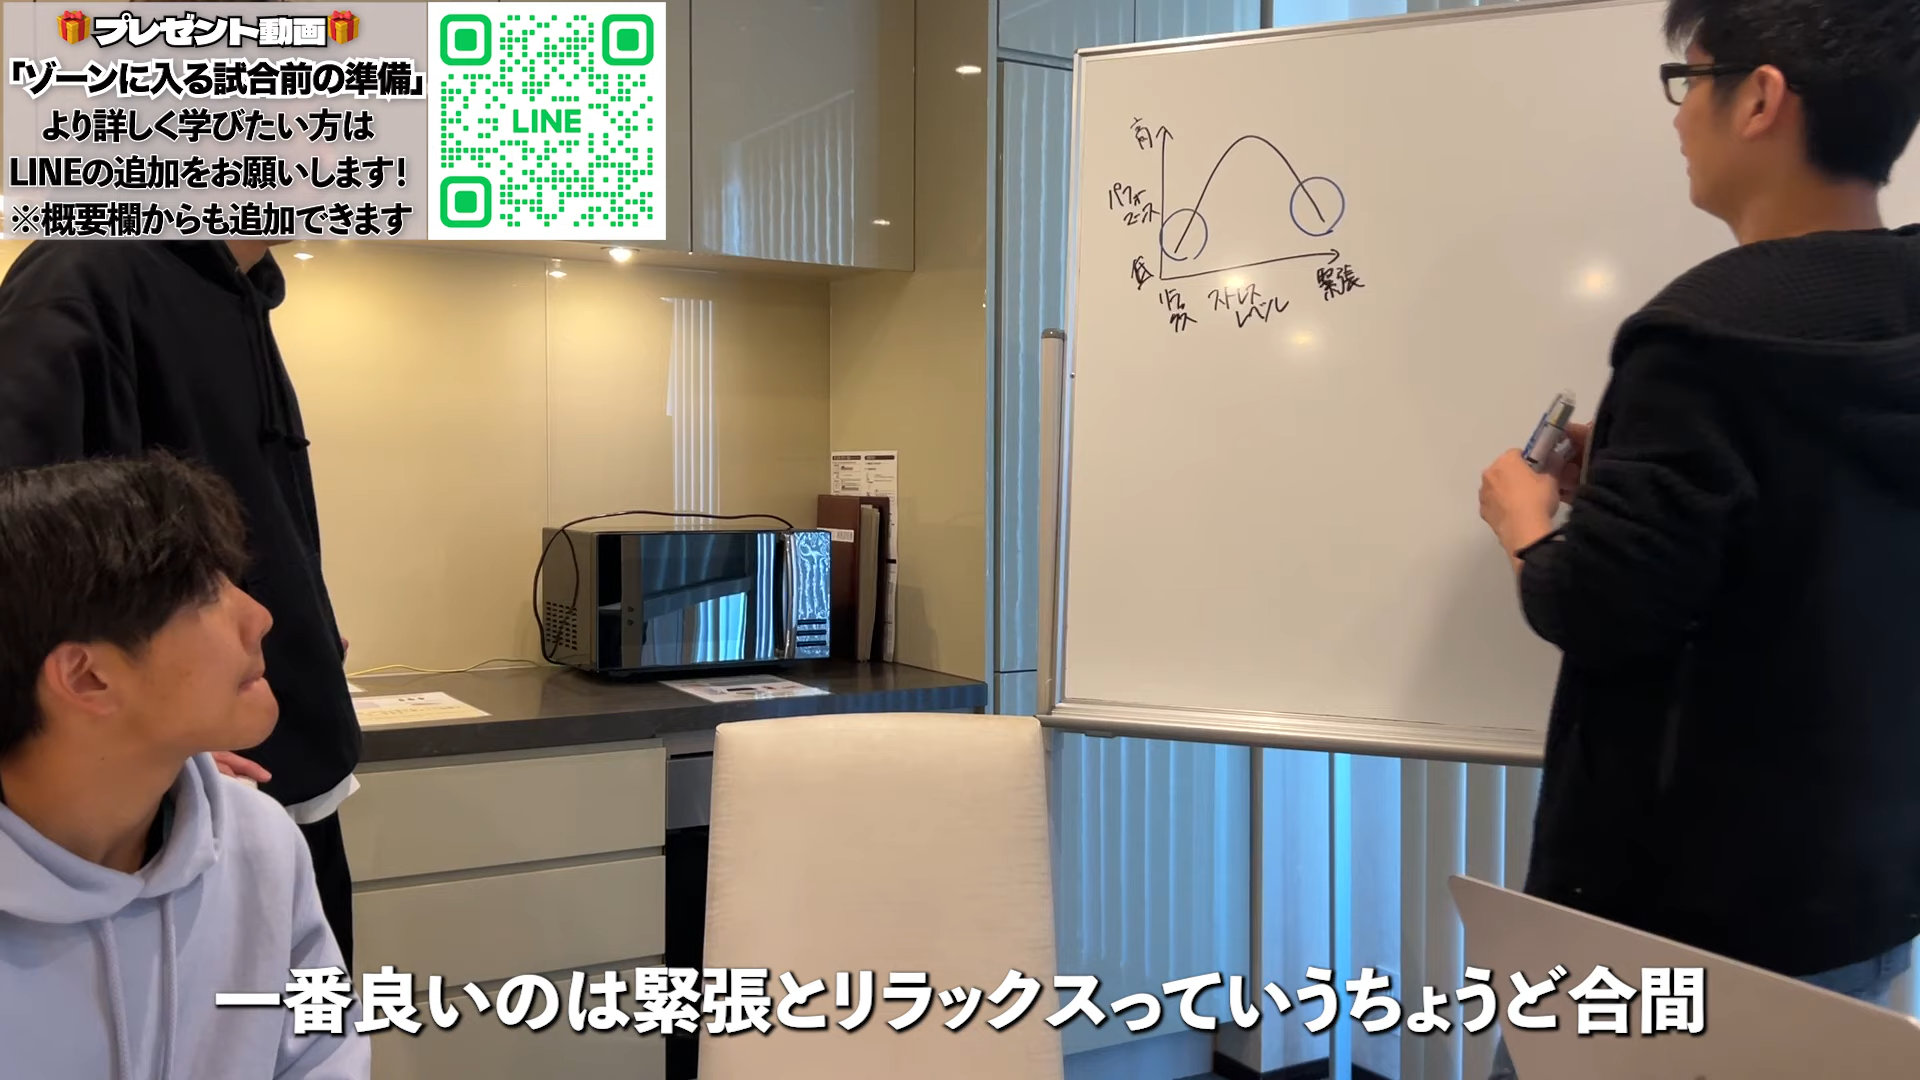 🎁プレゼント動画🎁
「ゾーンに入る試合前の準備」
より詳しく学びたい方は
LINEの追加をお願いします!
※概要欄からも追加できます
LINE
高
パフォ
マンス
低
リラ
クス
ストレス
レベル
緊張
一番良いのは緊張とリラックスっていうちょうど合間